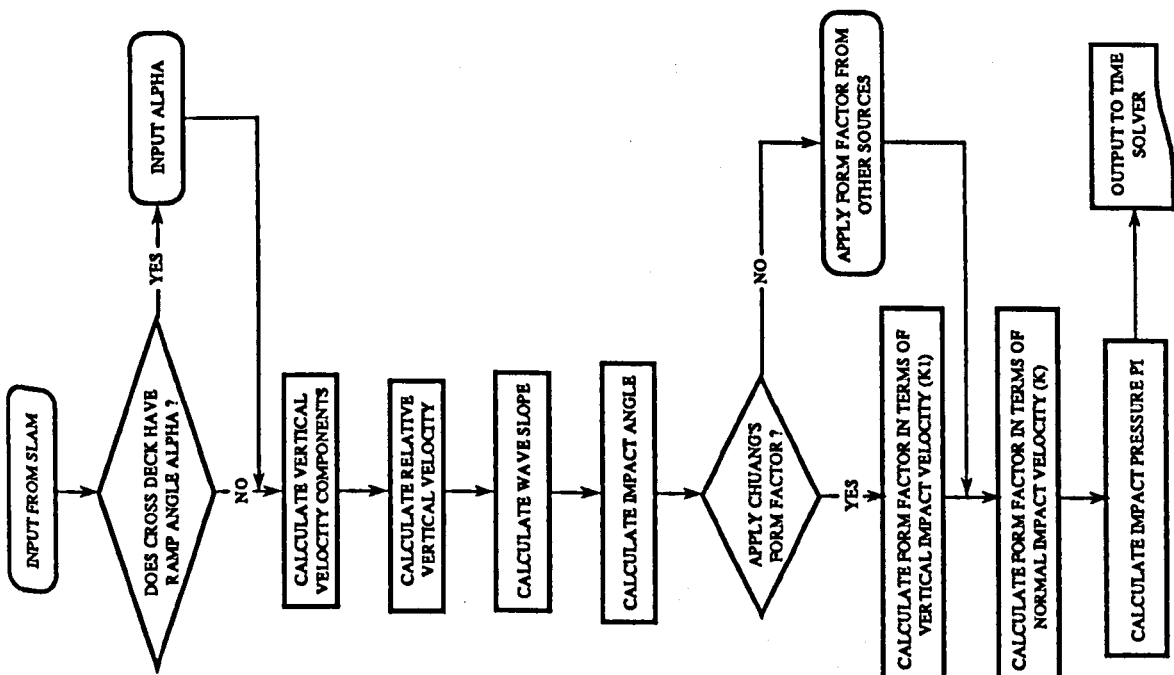 INPUT FROM SLAM
DOES CROSS DECK HAVE
RAMP ANGLE ALPHA ?
YES
INPUT ALPHA
NO
CALCULATE VERTICAL
VELOCITY COMPONENTS
CALCULATE RELATIVE
VERTICAL VELOCITY
CALCULATE WAVE SLOPE
CALCULATE IMPACT ANGLE
APPLY CHUANG'S
FORM FACTOR ?
NO
APPLY FORM FACTOR FROM
OTHER SOURCES
YES
CALCULATE FORM FACTOR IN TERMS OF
VERTICAL IMPACT VELOCITY (K1)
CALCULATE FORM FACTOR IN TERMS OF
NORMAL IMPACT VELOCITY (K)
CALCULATE IMPACT PRESSURE PI
OUTPUT TO TIME
SOLVER